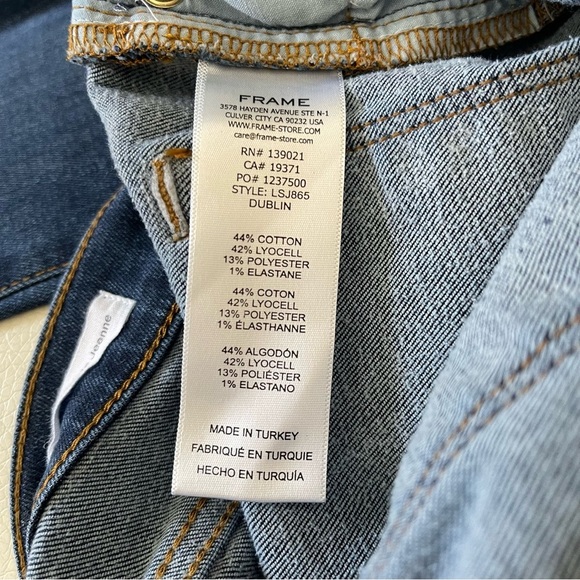 FRAME
3578 HAYDEN AVENUE STE N-1
CULVER CITY CA 90232 USA
WWW.FRAME-STORE.COM
care@frame-store.com
RN# 139021
CA# 19371
PO# 1237500
STYLE: LSJ865
DUBLIN
44% COTTON
42% LYOCELL
13% POLYESTER
1% ELASTANE
44% COTON
42% LYOCELL
13% POLYESTER
1% ÉLASTHANNE
44% ALGODÓN
42% LYOCELL
13% POLIÉSTER
1% ELASTANO
MADE IN TURKEY
FABRIQUÉ EN TURQUIE
HECHO EN TURQUÍA
Jeanne